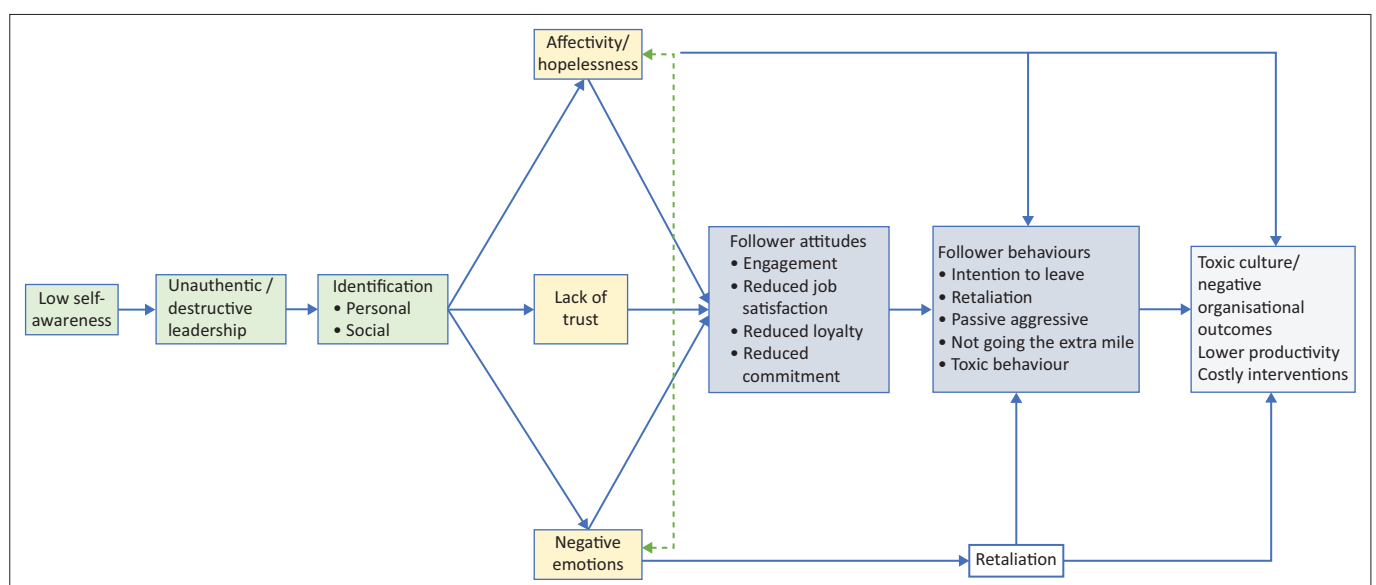 Affectivity/
hopelessness
Low self-
awareness
Unauthentic /
destructive
leadership
Identification
• Personal
• Social
Lack of
trust
Follower attitudes
• Engagement
• Reduced job
satisfaction
• Reduced loyalty
• Reduced
commitment
Follower behaviours
• Intention to leave
• Retaliation
• Passive aggressive
• Not going the extra mile
• Toxic behaviour
Toxic culture/
negative
organisational
outcomes
Lower productivity
Costly interventions
Negative
emotions
Retaliation